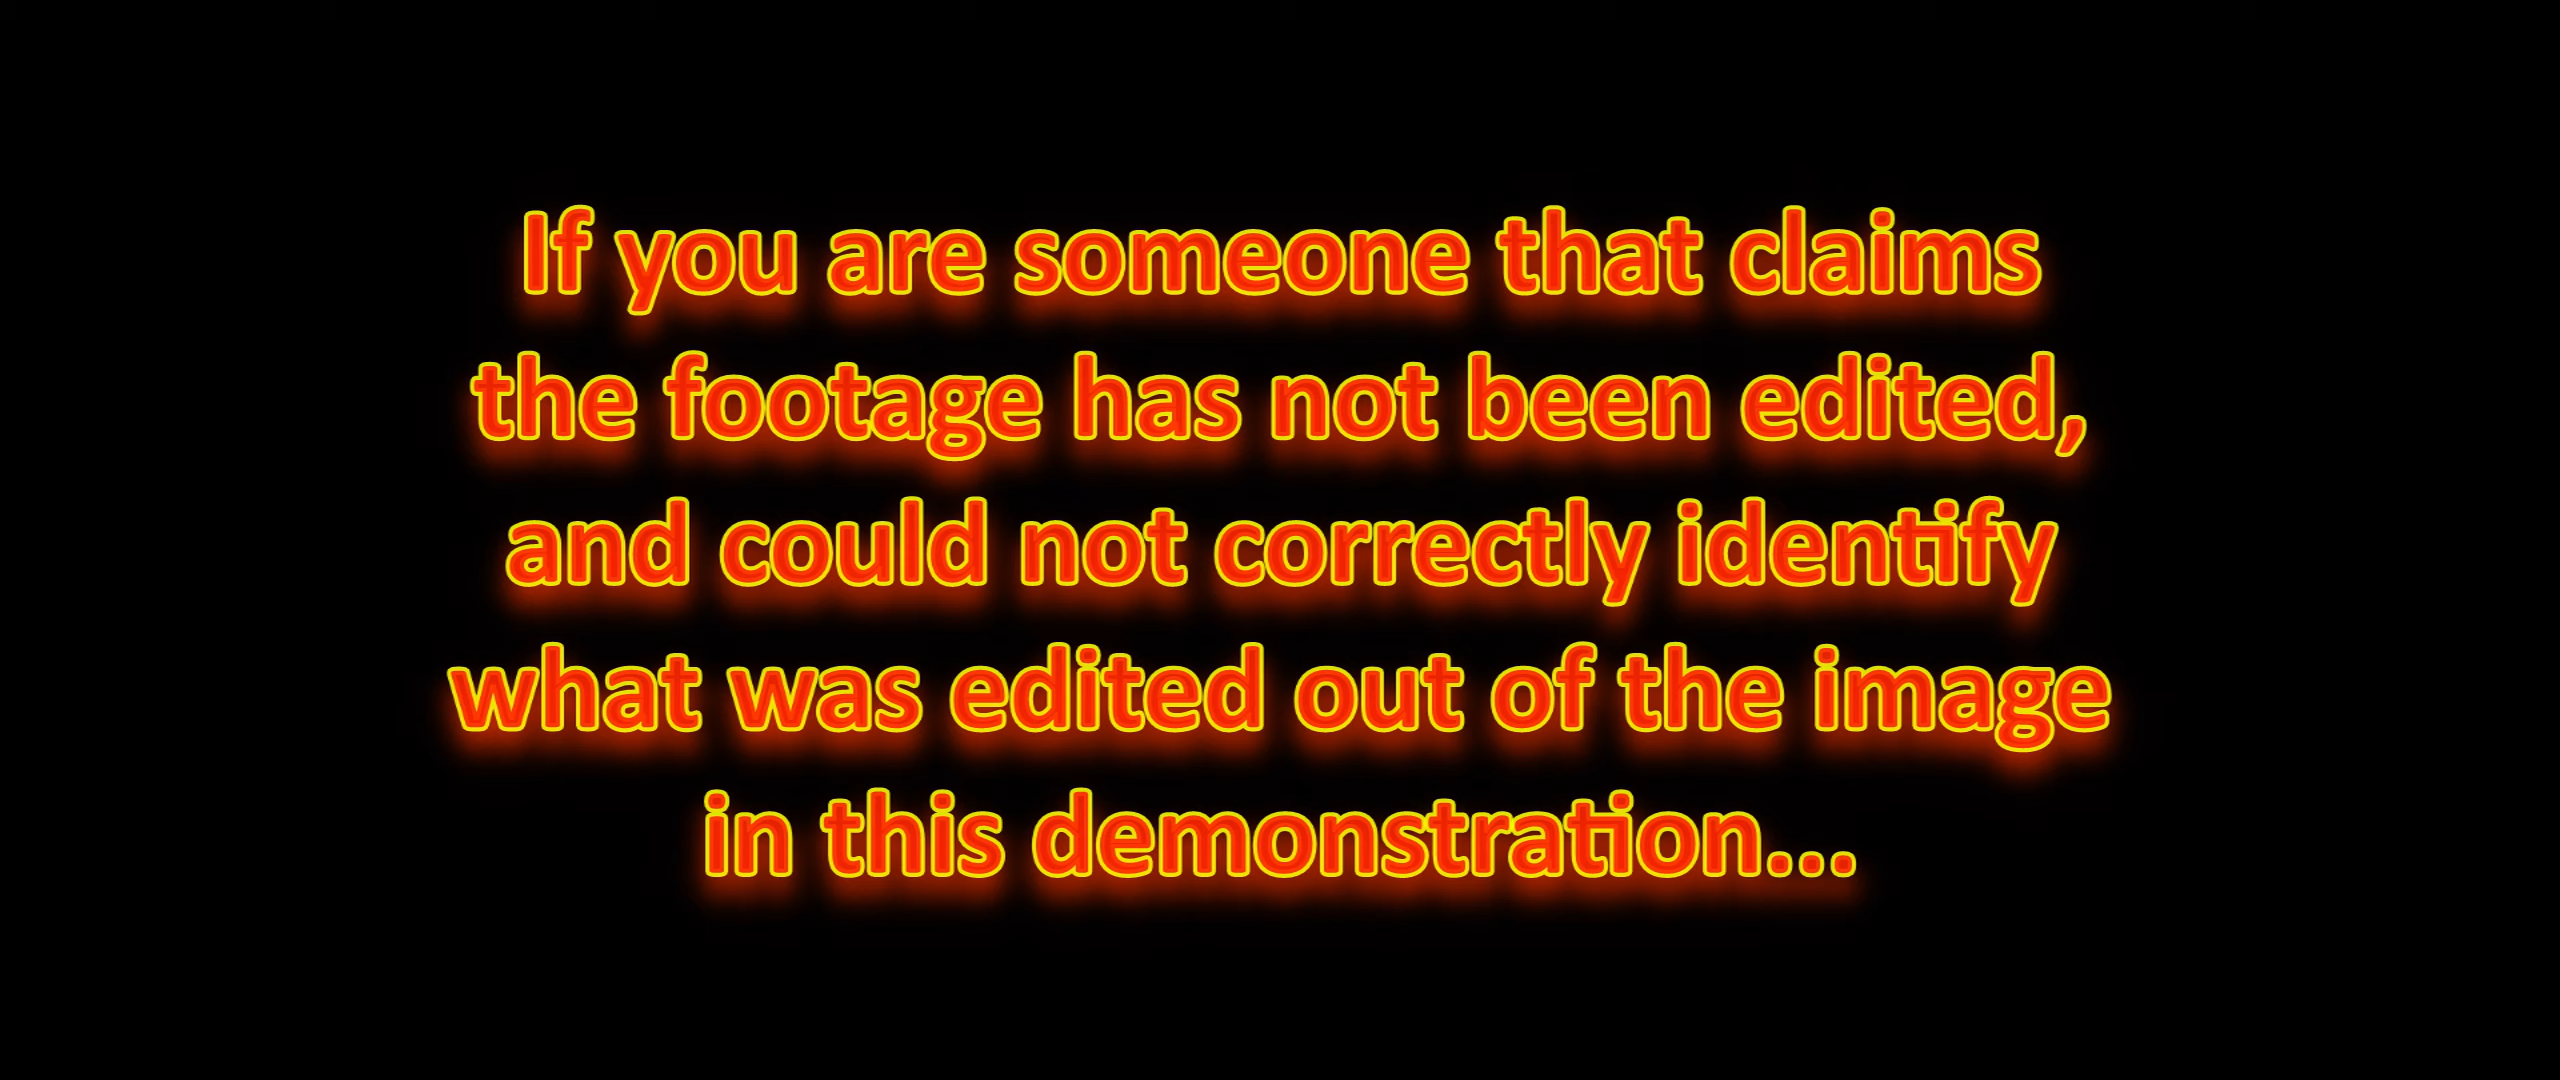 If you are someone that claims
the footage has not been edited,
and could not correctly identify
what was edited out of the image
in this demonstration...